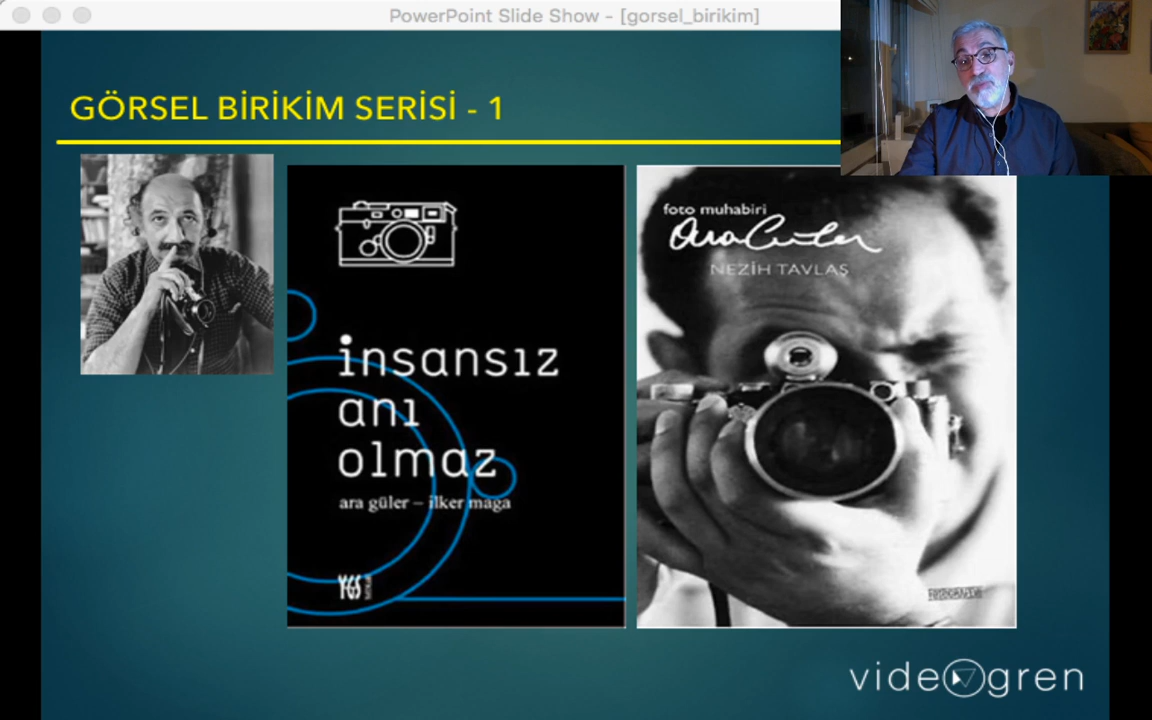 PowerPoint Slide Show - [gorsel_birikim]
GÖRSEL BİRİKİM SERİSİ - 1
insansız
anı
olmaz
ara güler – ilker maga
YGS
foto muhabiri
Ara Güler
NEZİH TAVLAŞ
videogren